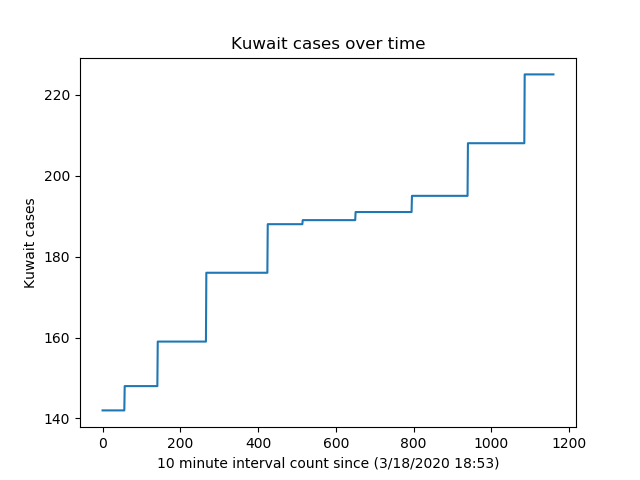 Kuwait cases over time
Kuwait cases
220
200
180
160
140
0 200 400 600 800 1000 1200
10 minute interval count since (3/18/2020 18:53)